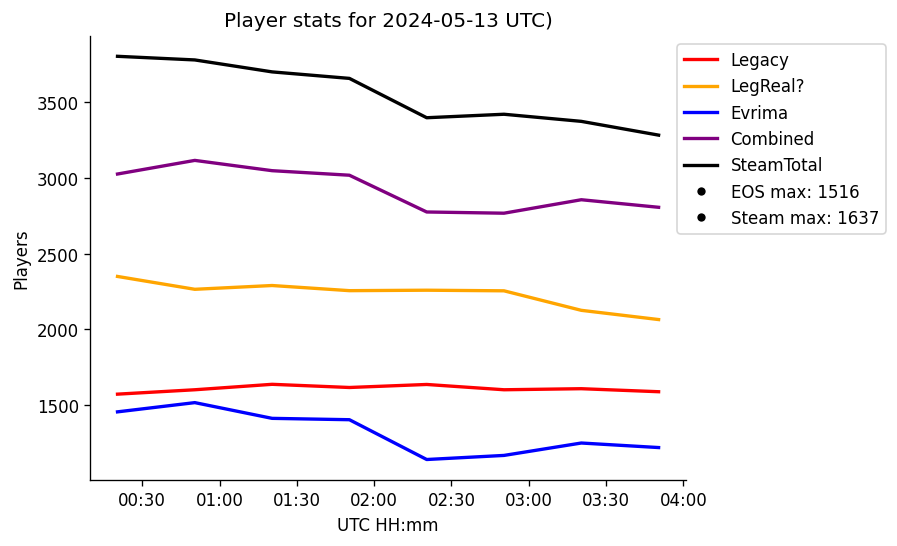 Player stats for 2024-05-13 UTC)
Legacy
LegReal?
Evrima
Combined
SteamTotal
EOS max: 1516
Steam max: 1637
3500
3000
2500
2000
1500
Players
00:30 01:00 01:30 02:00 02:30 03:00 03:30 04:00
UTC HH:mm